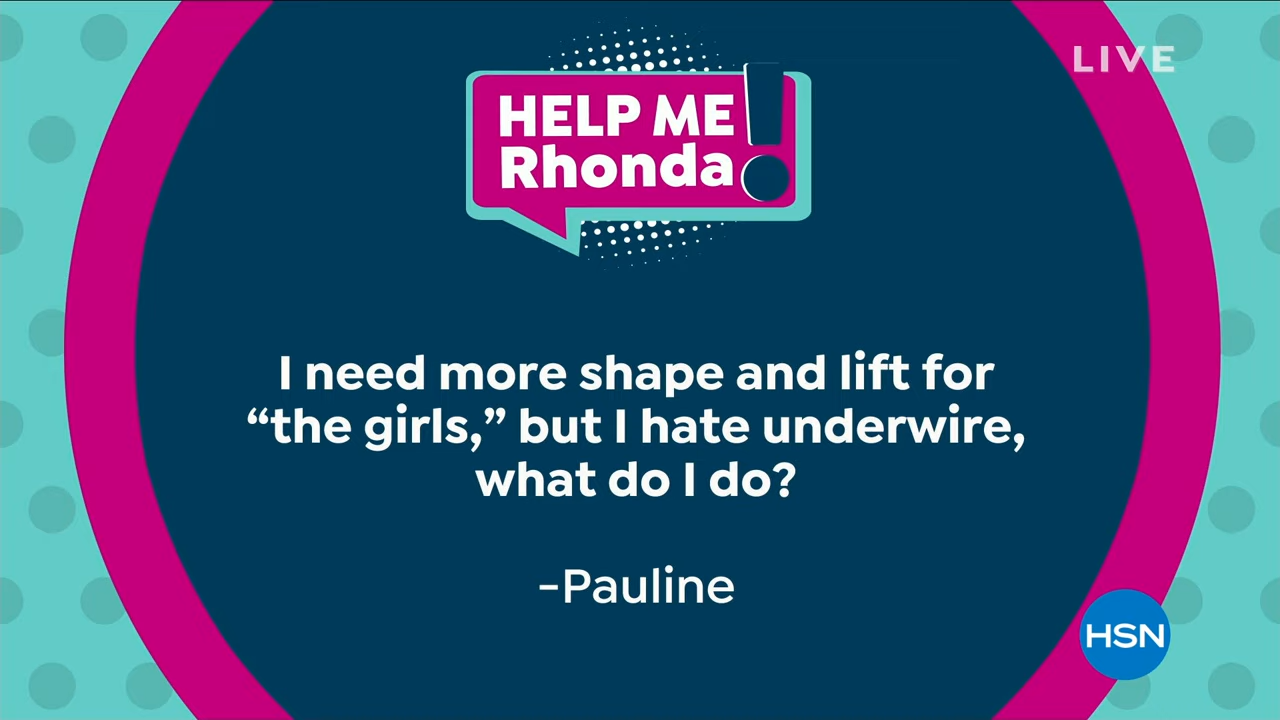 LIVE
HELP ME
Rhonda!
I need more shape and lift for
“the girls,” but I hate underwire,
what do I do?
-Pauline
HSN